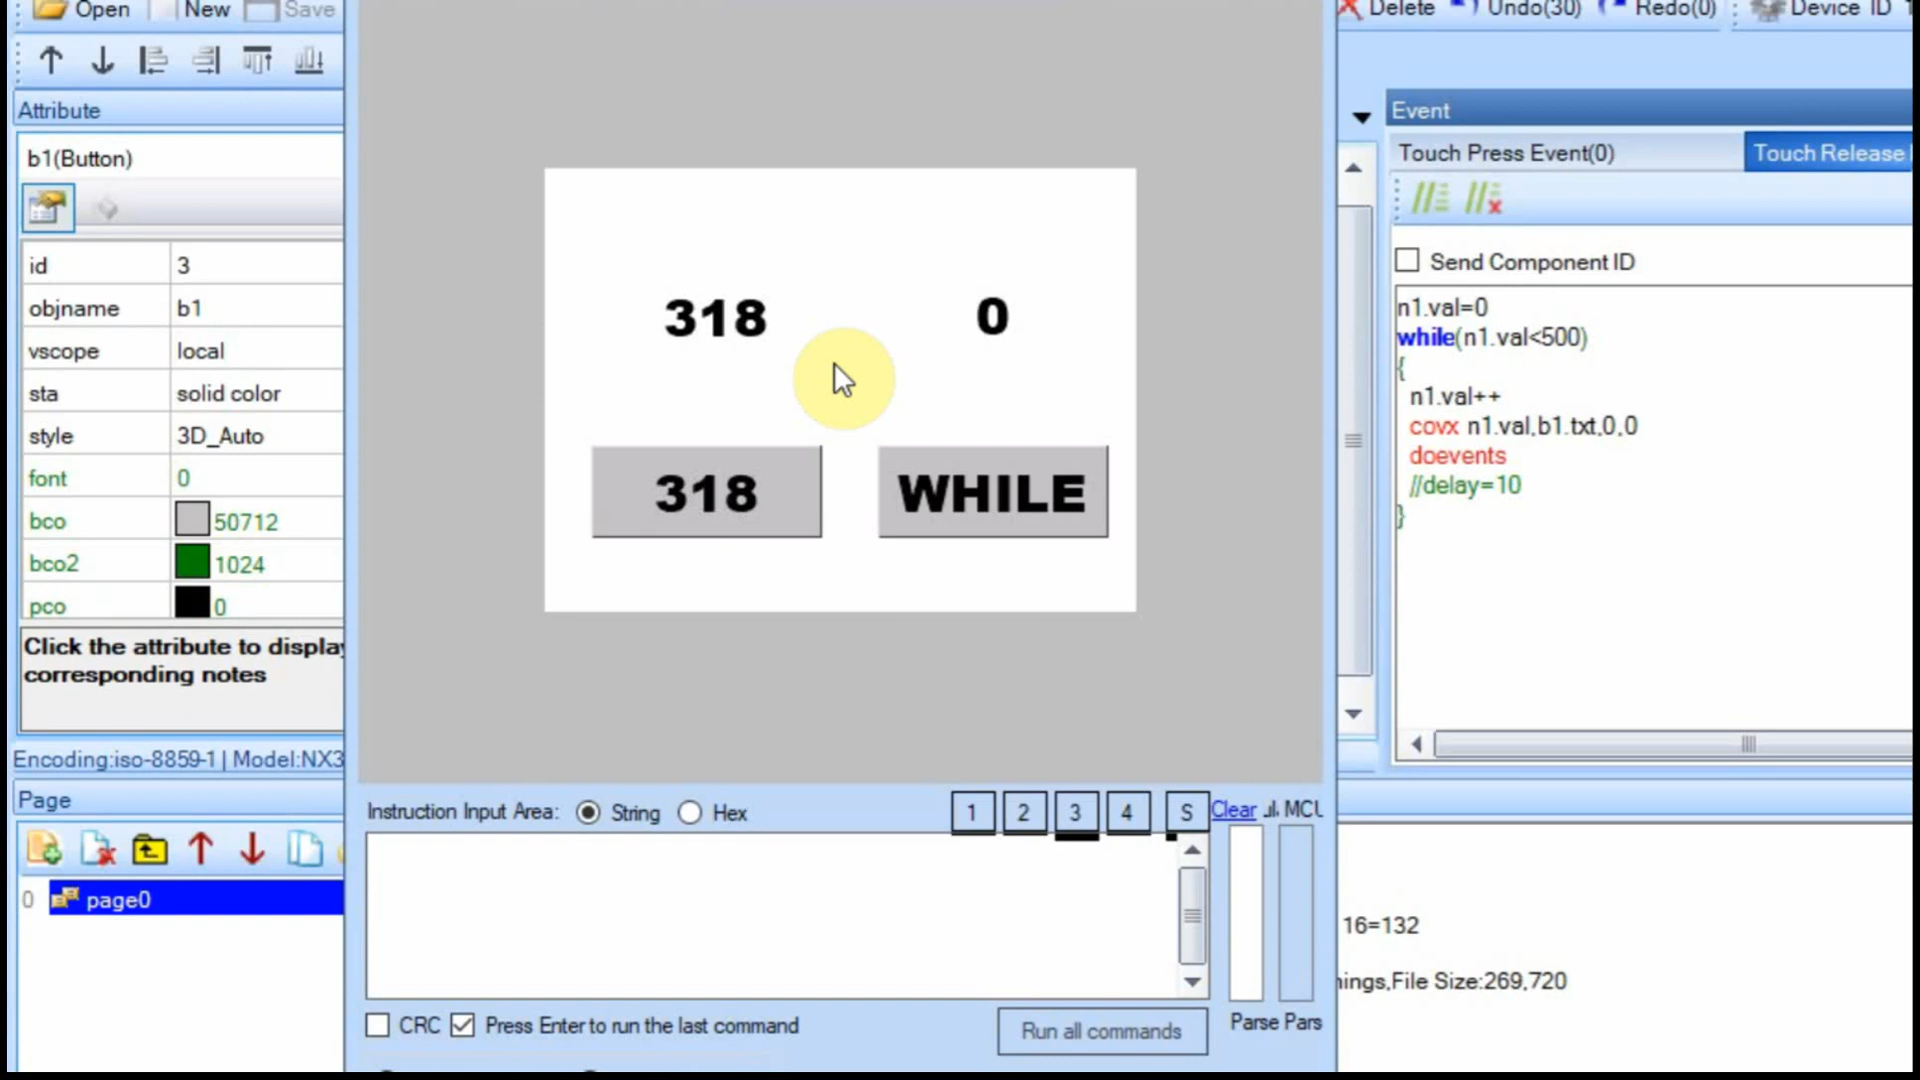 Open New Save
Delete Undo(30) Redo(0) Device ID
Attribute
b1(Button)
id 3
objname b1
vscope local
sta solid color
style 3D_Auto
font 0
bco 50712
bco2 1024
pco 0
Click the attribute to display
corresponding notes
Encoding:iso-8859-1 | Model:NX3
Page
0 page0
318 0
318 WHILE
Instruction Input Area: String Hex 1 2 3 4 S Clear MCU
CRC Press Enter to run the last command Run all commands Parse Pars
Event
Touch Press Event(0) Touch Release
Send Component ID
n1.val=0
while(n1.val<500)
{
n1.val++
covx n1.val,b1.txt,0,0
doevents
//delay=10
}
16=132
ings,File Size:269,720